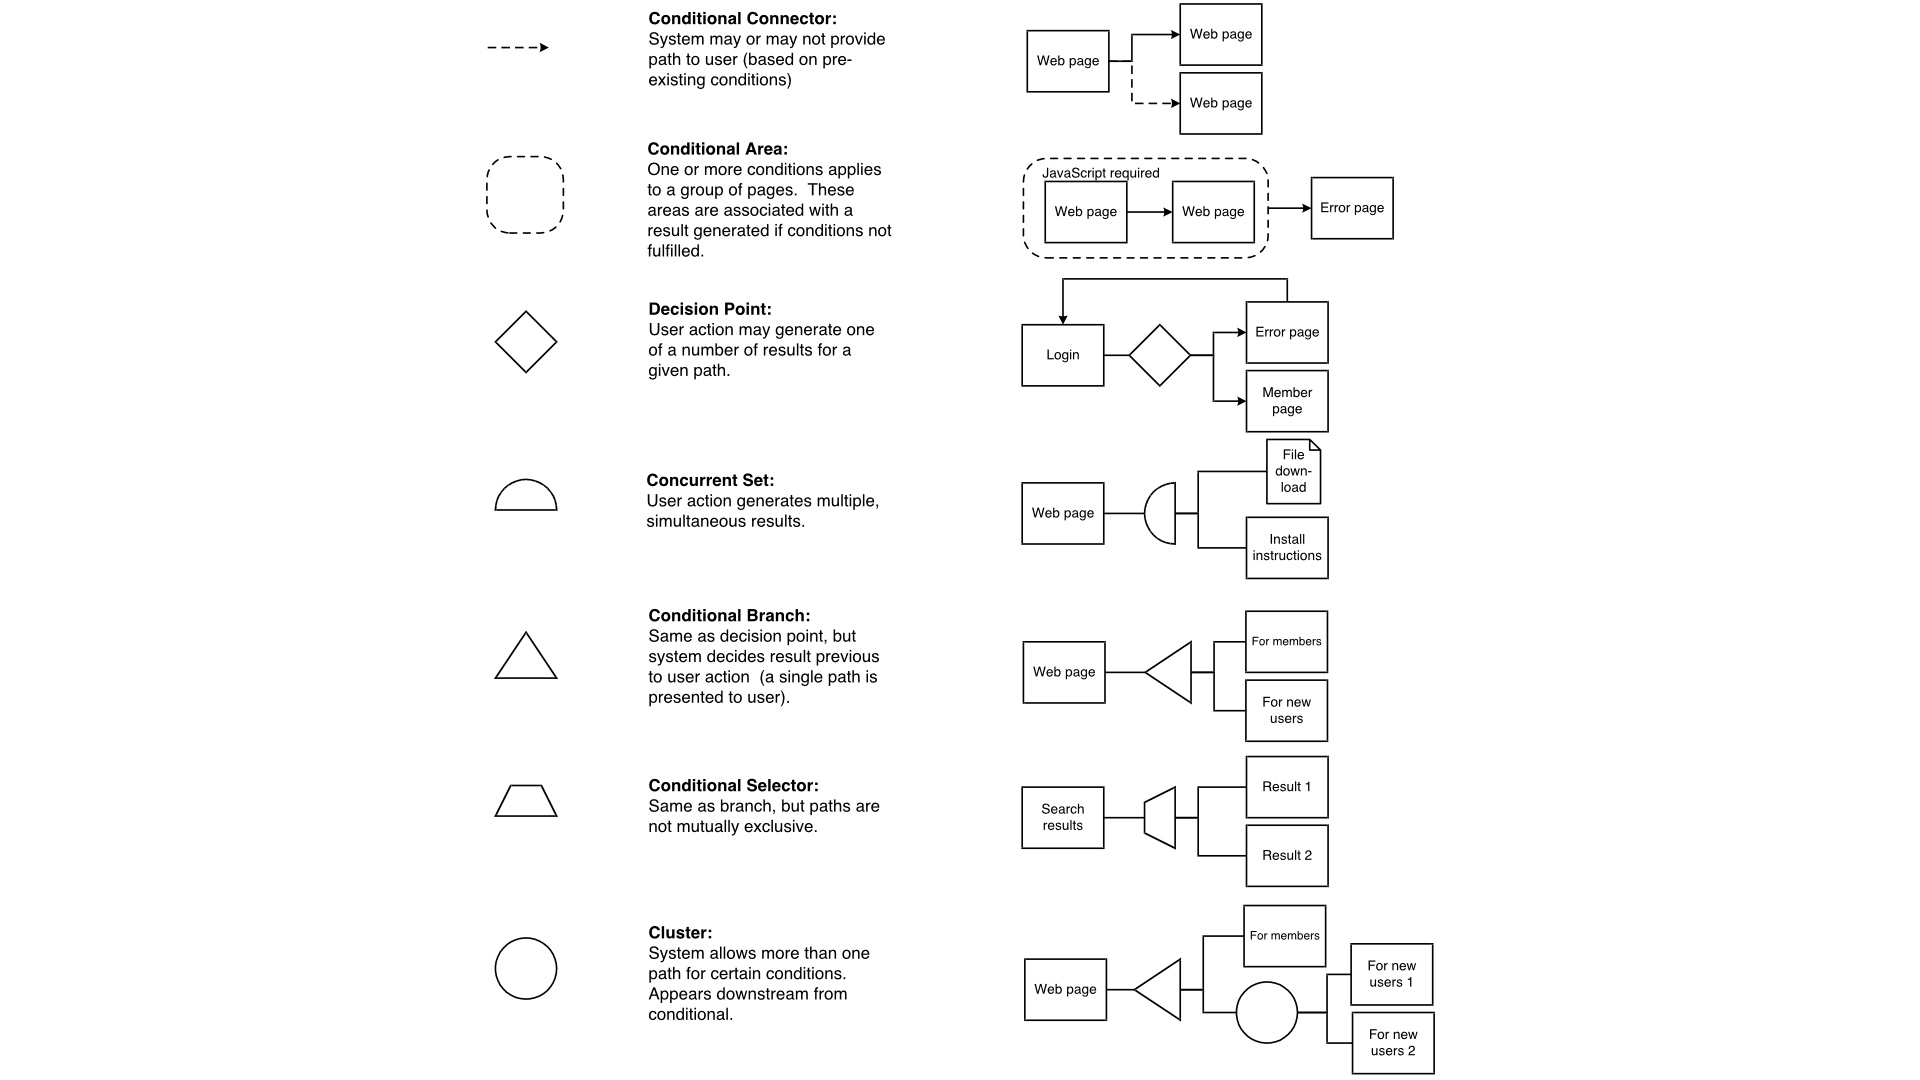 Conditional Connector:
System may or may not provide
path to user (based on pre-
existing conditions)
Web page
Web page
Web page
Conditional Area:
One or more conditions applies
to a group of pages.  These
areas are associated with a
result generated if conditions not
fulfilled.
JavaScript required
Web page
Web page
Error page
Decision Point:
User action may generate one
of a number of results for a
given path.
Login
Error page
Member
page
Concurrent Set:
User action generates multiple,
simultaneous results.
Web page
File
down-
load
Install
instructions
Conditional Branch:
Same as decision point, but
system decides result previous
to user action  (a single path is
presented to user).
Web page
For members
For new
users
Conditional Selector:
Same as branch, but paths are
not mutually exclusive.
Search
results
Result 1
Result 2
Cluster:
System allows more than one
path for certain conditions.
Appears downstream from
conditional.
Web page
For members
For new
users 1
For new
users 2